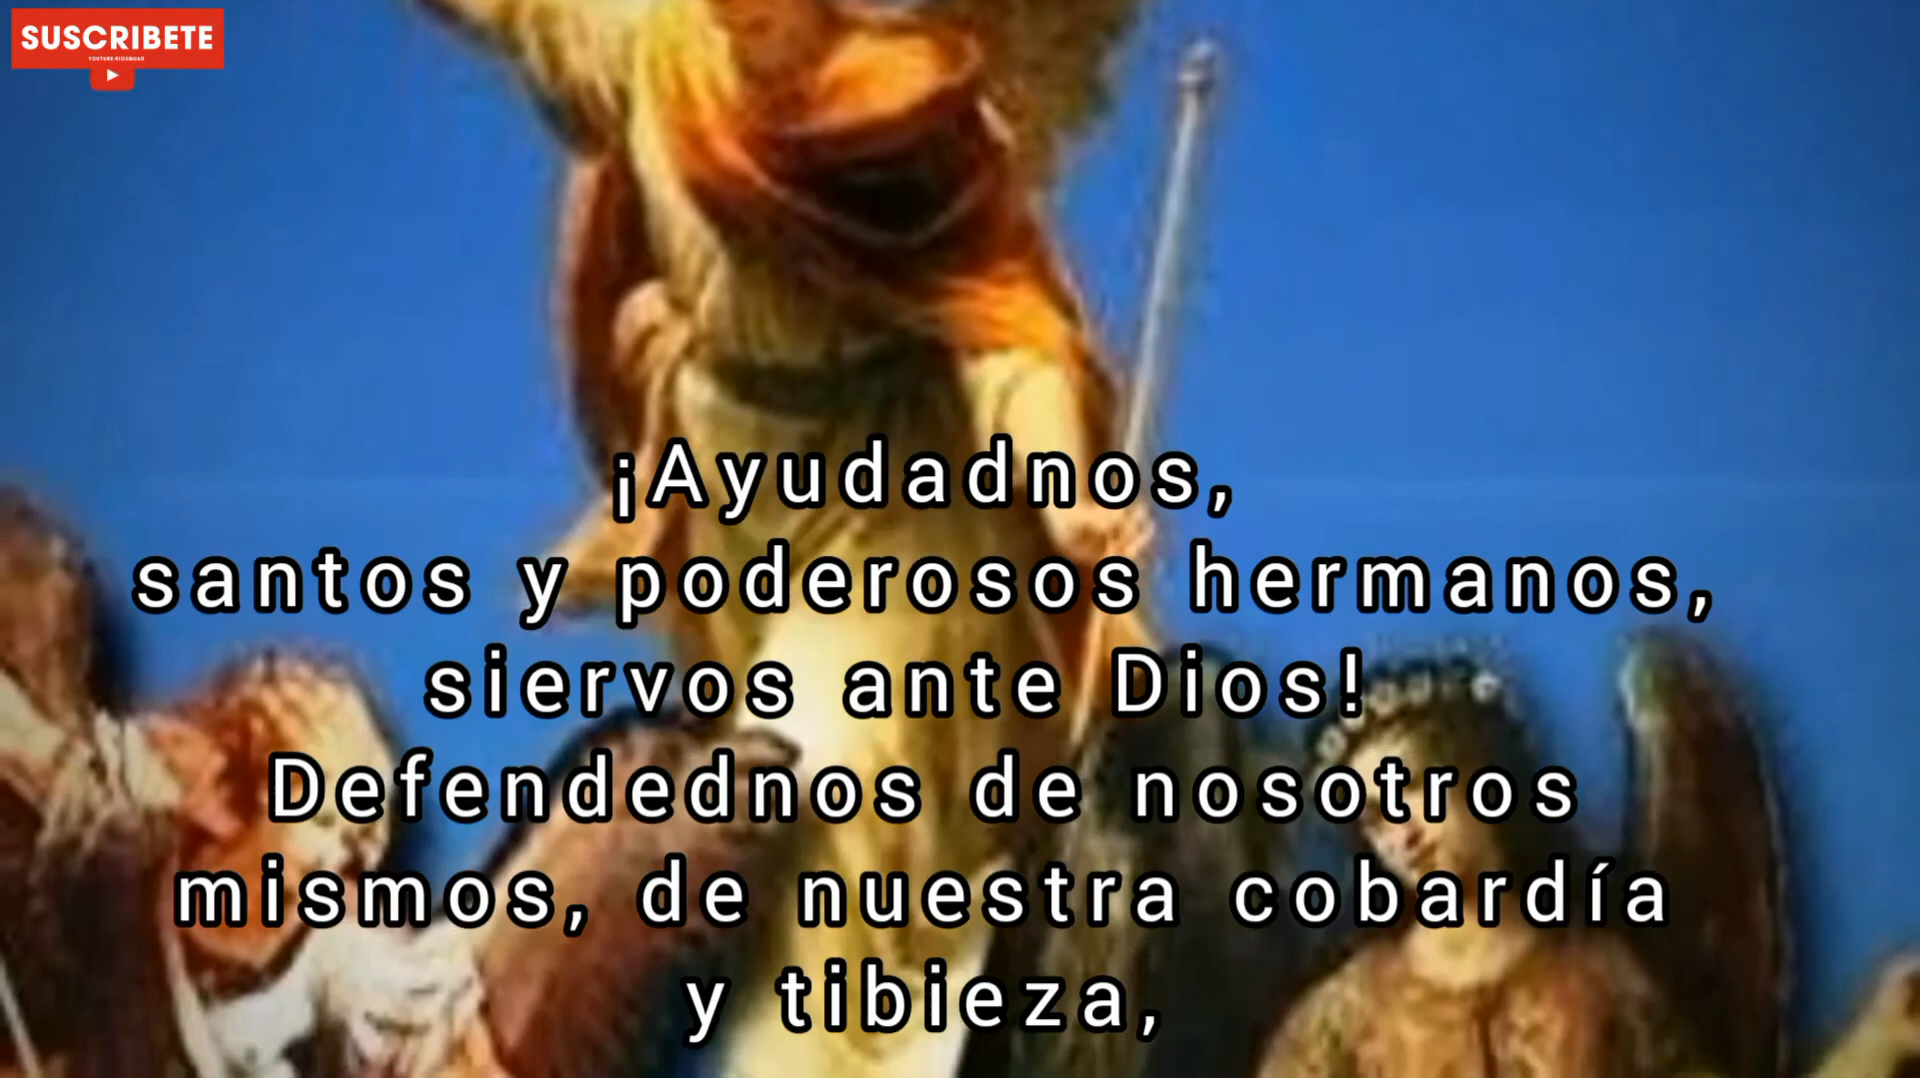 SUSCRIBETE
¡Ayudadnos,
santos y poderosos hermanos,
siervos ante Dios!
Defendednos de nosotros
mismos, de nuestra cobardía
y tibieza,